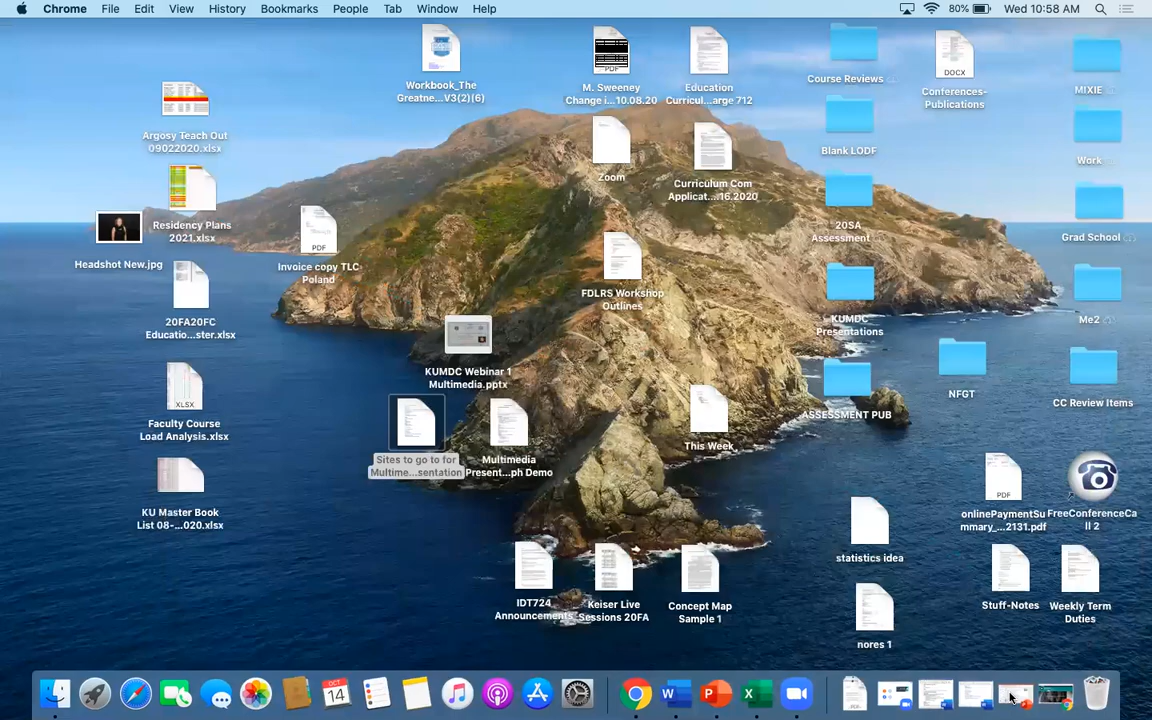 Chrome File Edit View History Bookmarks People Tab Window Help 80% Wed 10:58 AM
Workbook_The
Greatne...V3(2)(6)
PDF
M. Sweeney
Change i...10.08.20
Education
Curricul...arge 712
Course Reviews
DOCX
Conferences-
Publications
MIXIE
Argosy Teach Out
09022020.xlsx
Zoom
Curriculum Com
Applicat...16.2020
Blank LODF
Work
Headshot New.jpg
Residency Plans
2021.xlsx
PDF
Invoice copy TLC
Poland
20SA
Assessment
Grad School
FDLRS Workshop
Outlines
KUMDC
Presentations
Me2
20FA20FC
Educatio...ster.xlsx
KUMDC Webinar 1
Multimedia.pptx
NFGT
CC Review Items
XLSX
Faculty Course
Load Analysis.xlsx
Sites to go to for
Multime...sentation
Multimedia
Present...ph Demo
This Week
ASSESSMENT PUB
KU Master Book
List 08-...020.xlsx
PDF
onlinePaymentSu
mmary_...2131.pdf
FreeConferenceCa
ll 2
statistics idea
IDT724
Announcements
Keiser Live
Sessions 20FA
Concept Map
Sample 1
nores 1
Stuff-Notes
Weekly Term
Duties
OCT
14
W P X
PDF